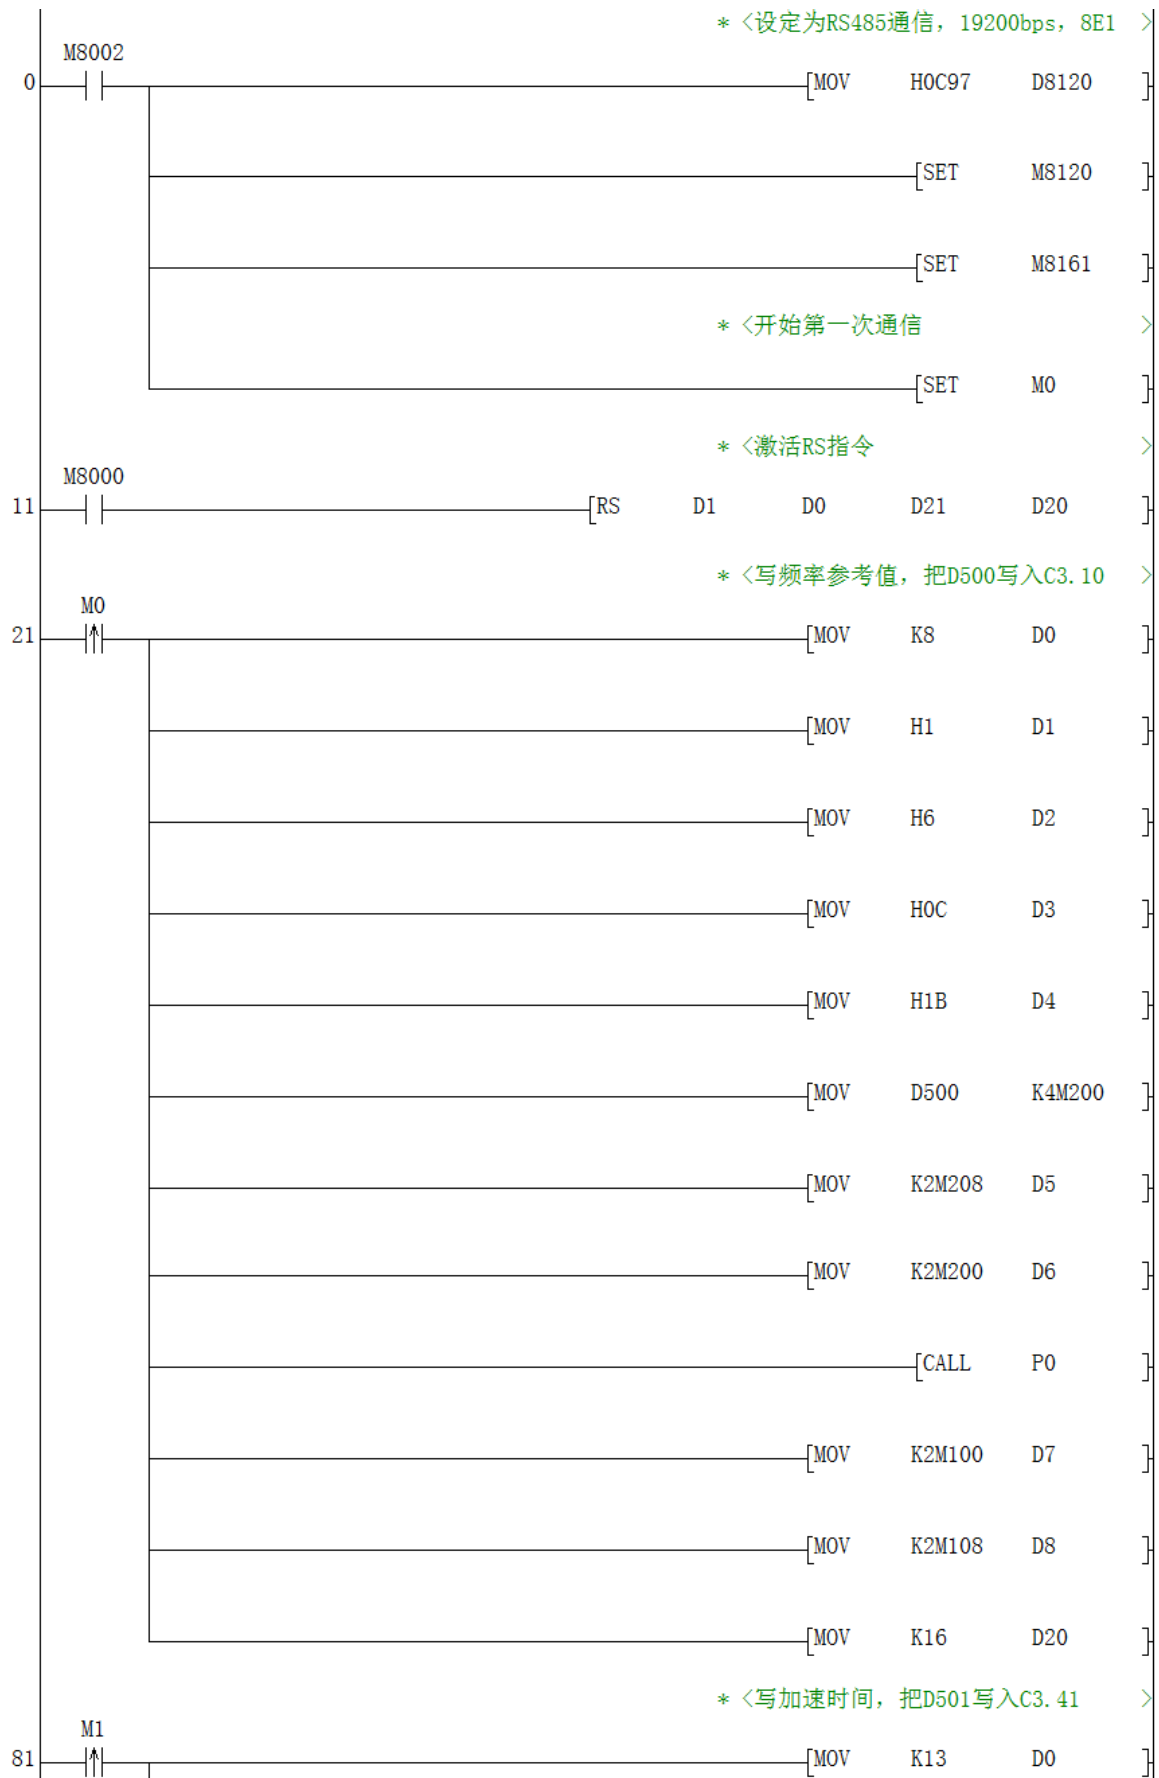 * <设定为RS485通信，19200bps，8E1 >
M8002
0 [MOV H0C97 D8120 ]
[SET M8120 ]
[SET M8161 ]
* <开始第一次通信 >
[SET M0 ]
* <激活RS指令 >
M8000
11 [RS D1 D0 D21 D20 ]
* <写频率参考值，把D500写入C3.10 >
M0
21 [MOV K8 D0 ]
[MOV H1 D1 ]
[MOV H6 D2 ]
[MOV H0C D3 ]
[MOV H1B D4 ]
[MOV D500 K4M200 ]
[MOV K2M208 D5 ]
[MOV K2M200 D6 ]
[CALL P0 ]
[MOV K2M100 D7 ]
[MOV K2M108 D8 ]
[MOV K16 D20 ]
* <写加速时间，把D501写入C3.41 >
M1
81 [MOV K13 D0 ]